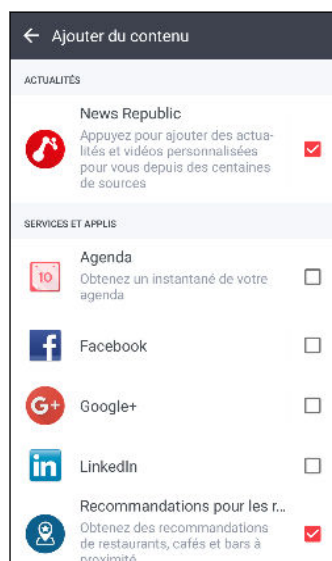 Ajouter du contenu
ACTUALITÉS
News Republic
Appuyez pour ajouter des actua-
lités et vidéos personnalisées
pour vous depuis des centaines
de sources
SERVICES ET APPLIS
10
Agenda
Obtenez un instantané de votre
agenda
f
Facebook
G+
Google+
in
LinkedIn
Recommandations pour les r...
Obtenez des recommandations
de restaurants, cafés et bars à
proximité